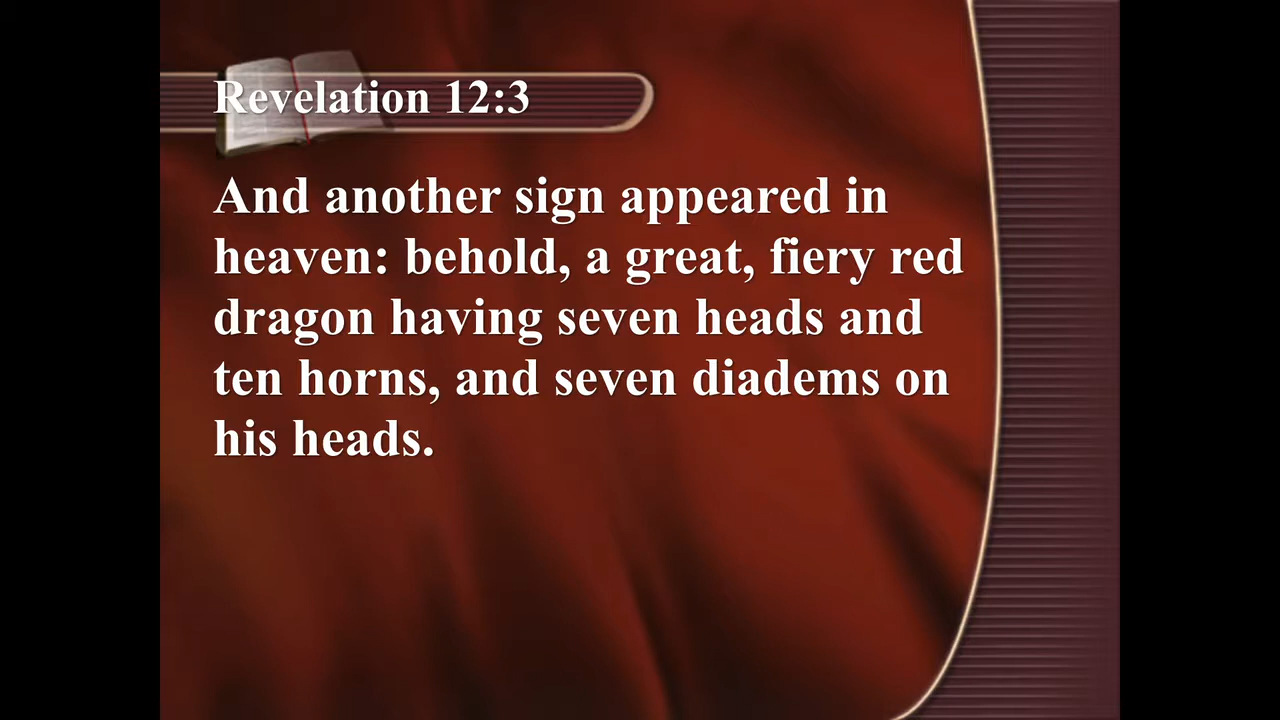 Revelation 12:3
And another sign appeared in
heaven: behold, a great, fiery red
dragon having seven heads and
ten horns, and seven diadems on
his heads.